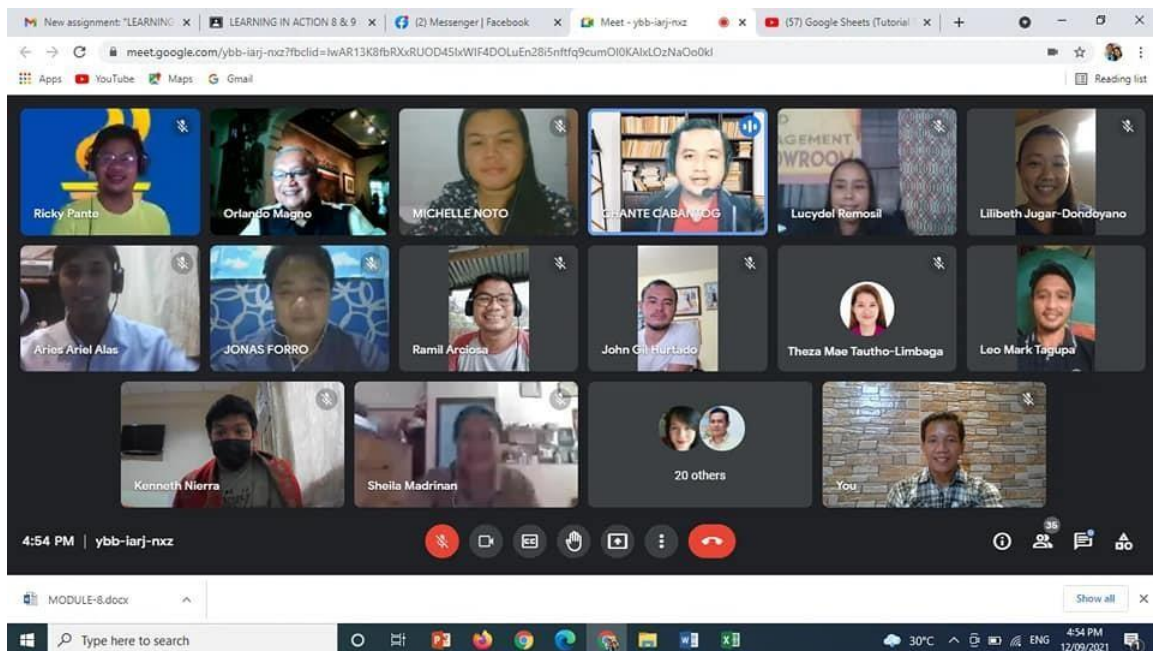 New assignment: "LEARNING
LEARNING IN ACTION 8 & 9
(2) Messenger | Facebook
Meet - ybb-iarj-nxz
(57) Google Sheets (Tutorial
meet.google.com/ybb-iarj-nxz?fbclid=
Apps
YouTube
Maps
Gmail
Reading list
AGEMENT
OWROOM
Ricky Pante
Orlando Magno
MICHELLE NOTO
CHANTE CABANTOG
Lucydel Remosil
Lilibeth Jugar-Dondoyano
Aries Ariel Alas
JONAS FORRO
Ramil Arciosa
John Gil Hurtado
Theza Mae Tautho-Limbaga
Leo Mark Tagupa
Kenneth Nierra
Sheila Madrinan
20 others
You
4:54 PM | ybb-iarj-nxz
35
MODULE-8.docx
Show all
Type here to search
30°C
ENG
4:54 PM
12/09/2021